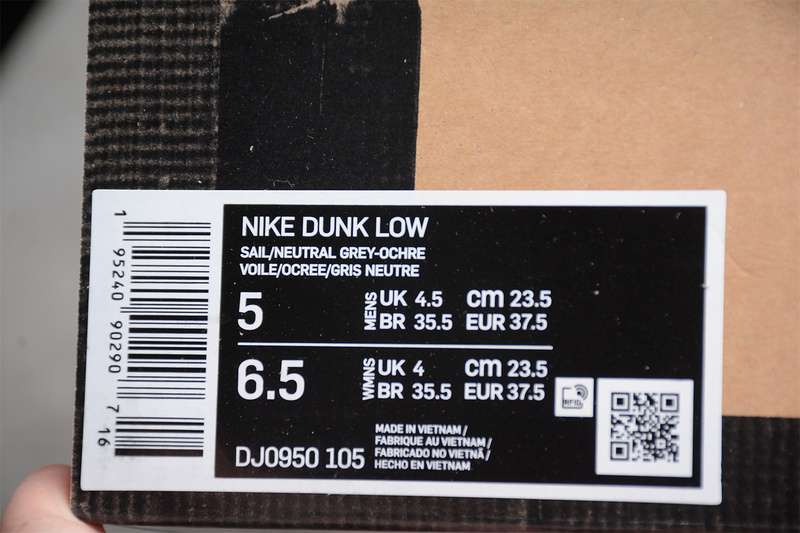 NIKE DUNK LOW
SAIL/NEUTRAL GREY-OCHRE
VOILE/OCREE/GRIS NEUTRE
5 MENS UK 4.5 cm 23.5
BR 35.5 EUR 37.5
6.5 WMNS UK 4 cm 23.5
BR 35.5 EUR 37.5
RFID
DJ0950 105
MADE IN VIETNAM/
FABRIQUE AU VIETNAM/
FABRICADO NO VIETNÃ/
HECHO EN VIETNAM
1 95240 90290 7 16